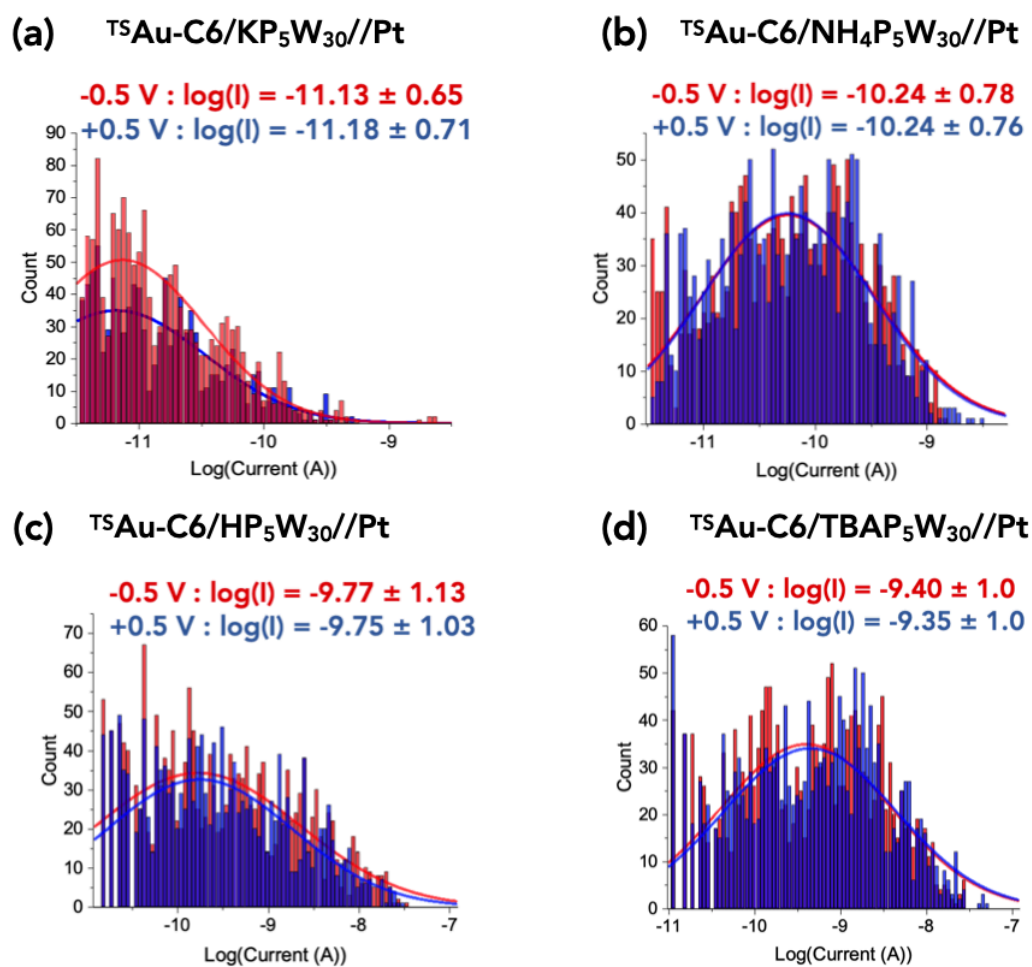 (a) ᵀˢAu-C6/KP₅W₃₀//Pt
-0.5 V : log(I) = -11.13 ± 0.65
+0.5 V : log(I) = -11.18 ± 0.71
90
80
70
60
50
40
30
20
10
0
Count
-11 -10 -9
Log(Current (A))
(b) ᵀˢAu-C6/NH₄P₅W₃₀//Pt
-0.5 V : log(I) = -10.24 ± 0.78
+0.5 V : log(I) = -10.24 ± 0.76
50
40
30
20
10
0
Count
-11 -10 -9
Log(Current (A))
(c) ᵀˢAu-C6/HP₅W₃₀//Pt
-0.5 V : log(I) = -9.77 ± 1.13
+0.5 V : log(I) = -9.75 ± 1.03
70
60
50
40
30
20
10
0
Count
-10 -9 -8 -7
Log(Current (A))
(d) ᵀˢAu-C6/TBAP₅W₃₀//Pt
-0.5 V : log(I) = -9.40 ± 1.0
+0.5 V : log(I) = -9.35 ± 1.0
60
50
40
30
20
10
0
Count
-11 -10 -9 -8 -7
Log(Current (A))